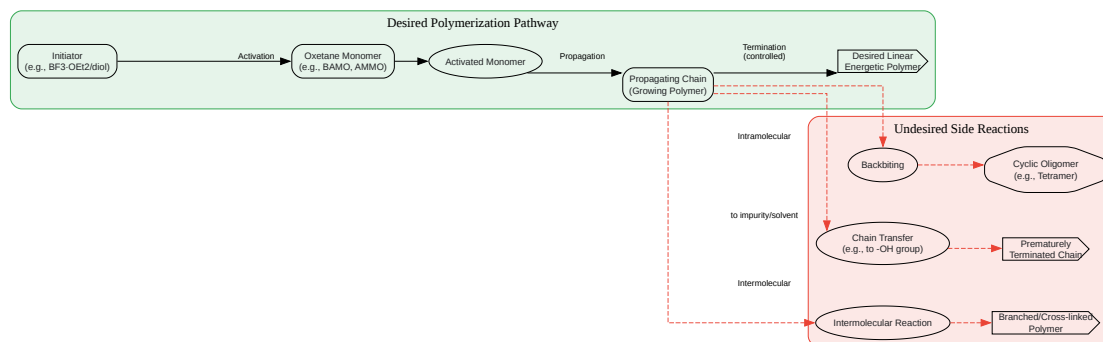 Desired Polymerization Pathway
Initiator
(e.g., BF3·OEt2/diol)
Activation
Oxetane Monomer
(e.g., BAMO, AMMO)
Activated Monomer
Propagation
Propagating Chain
(Growing Polymer)
Termination
(controlled)
Desired Linear
Energetic Polymer
Undesired Side Reactions
Intramolecular
Backbiting
Cyclic Oligomer
(e.g., Tetramer)
to impurity/solvent
Chain Transfer
(e.g., to -OH group)
Prematurely
Terminated Chain
Intermolecular
Intermolecular Reaction
Branched/Cross-linked
Polymer